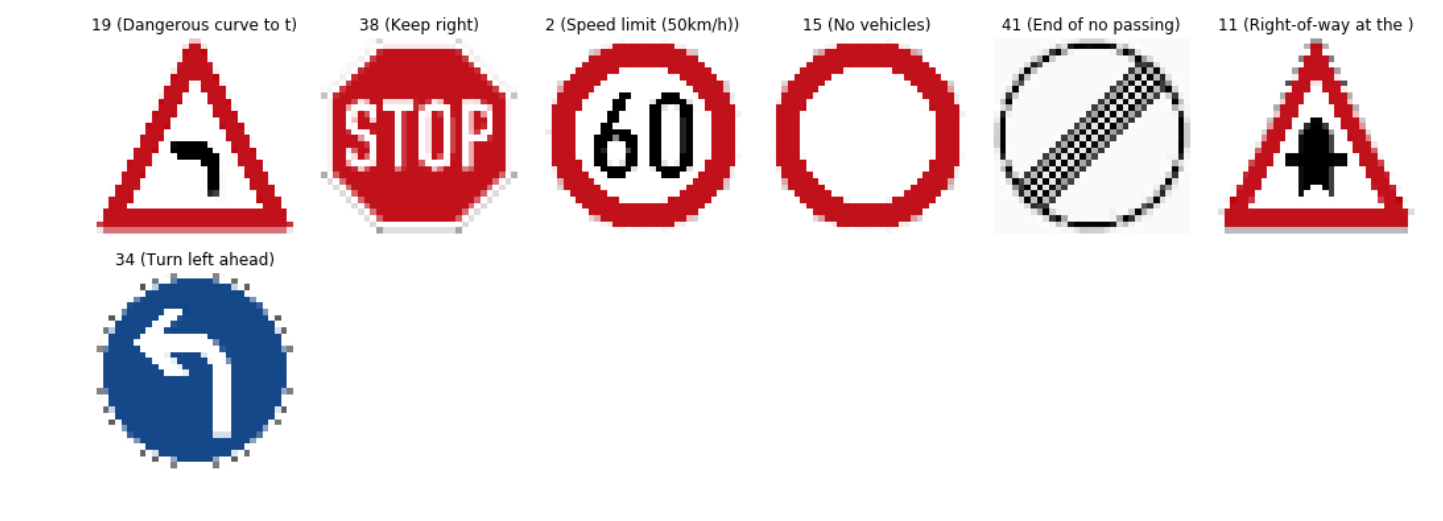 19 (Dangerous curve to t)
38 (Keep right)
2 (Speed limit (50km/h))
15 (No vehicles)
41 (End of no passing)
11 (Right-of-way at the )
STOP
60
34 (Turn left ahead)